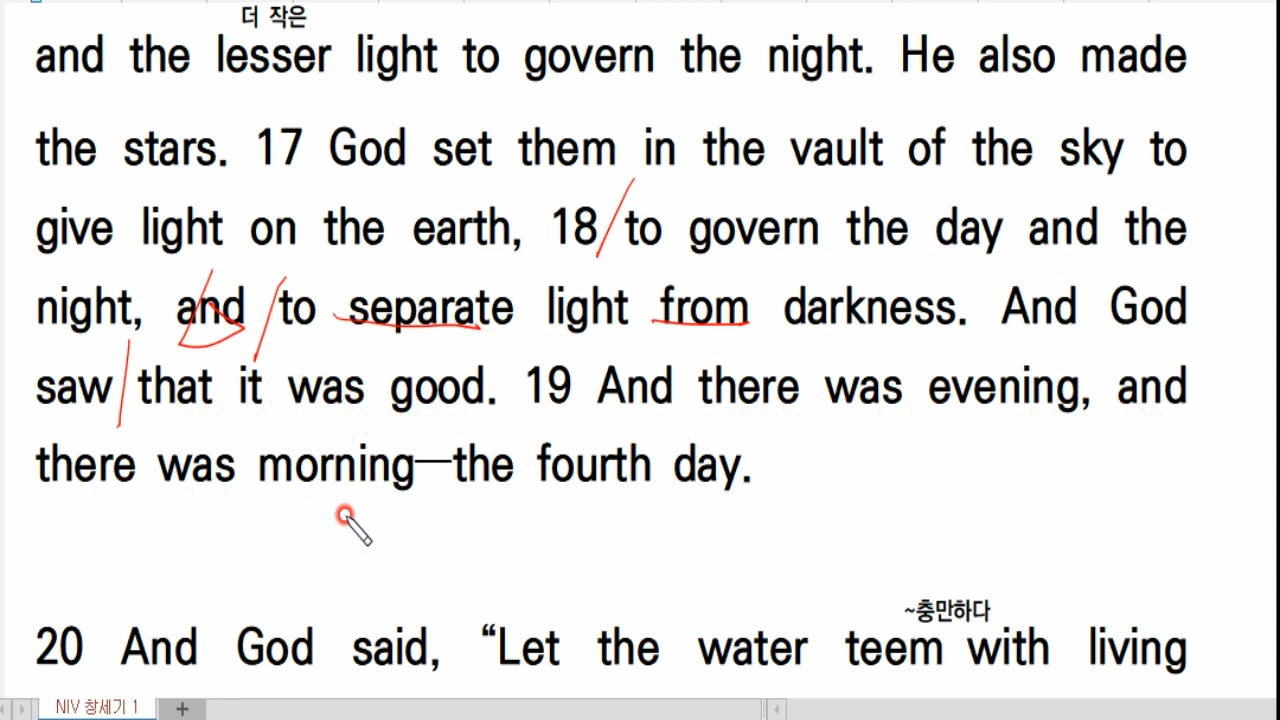 더 작은
and the lesser light to govern the night. He also made
the stars. 17 God set them in the vault of the sky to
give light on the earth, 18 to govern the day and the
night, and to separate light from darkness. And God
saw that it was good. 19 And there was evening, and
there was morning—the fourth day.
~충만하다
20 And God said, “Let the water teem with living
NIV 창세기 1